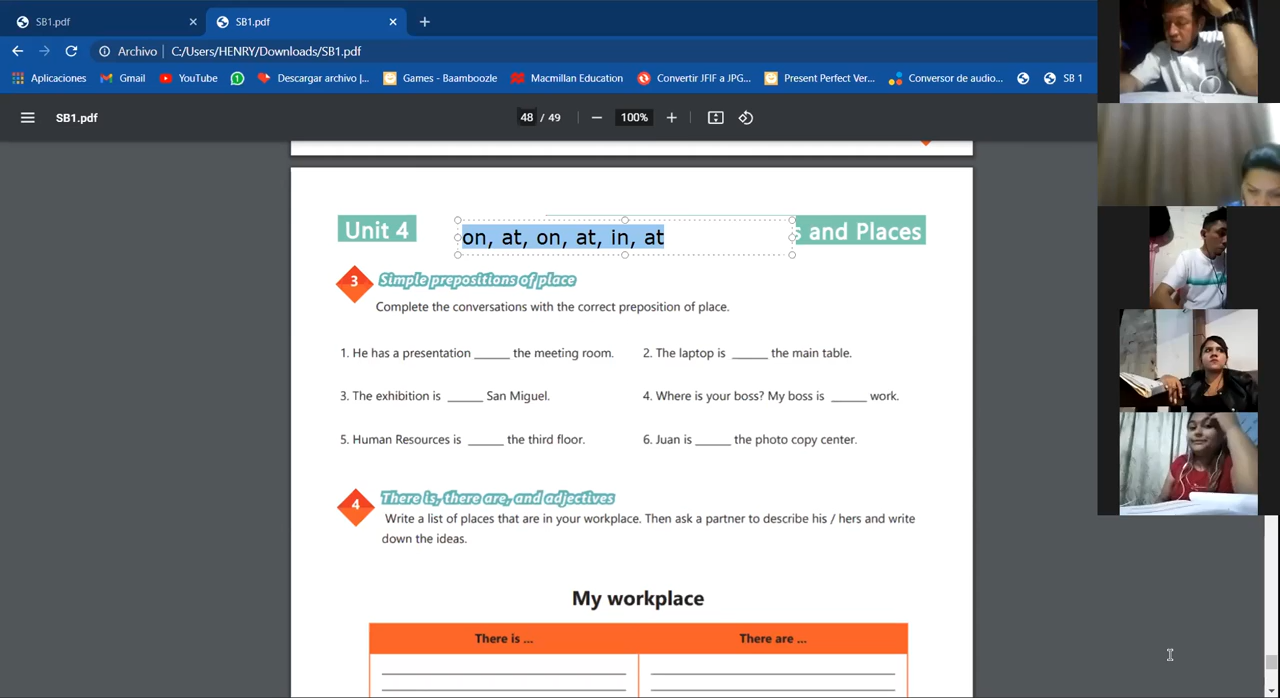 SB1.pdf
SB1.pdf
Archivo | C:/Users/HENRY/Downloads/SB1.pdf
Aplicaciones Gmail YouTube 1 Descargar archivo |... Games - Baamboozle Macmillan Education Convertir JFIF a JPG... Present Perfect Ver... Conversor de audio... SB 1
SB1.pdf 48 / 49 100%
Unit 4 on, at, on, at, in, at s and Places
3 Simple prepositions of place
Complete the conversations with the correct preposition of place.
1. He has a presentation ______ the meeting room. 2. The laptop is ______ the main table.
3. The exhibition is ______ San Miguel. 4. Where is your boss? My boss is ______ work.
5. Human Resources is ______ the third floor. 6. Juan is ______ the photo copy center.
4 There is, there are, and adjectives
Write a list of places that are in your workplace. Then ask a partner to describe his / hers and write
down the ideas.
My workplace
There is ... There are ...